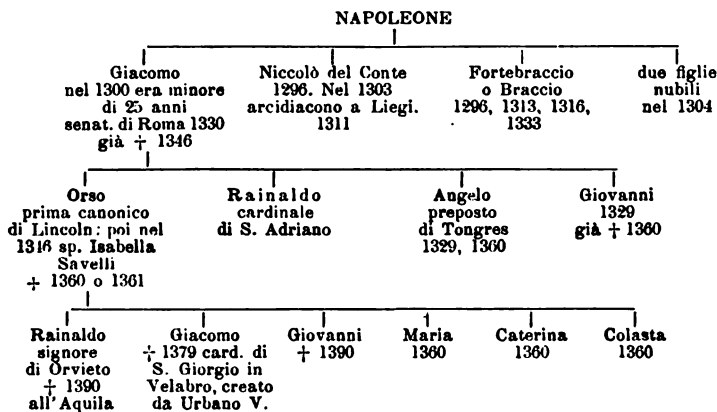 NAPOLEONE
Giacomo
nel 1300 era minore
di 25 anni
senat. di Roma 1330
già † 1346
Niccolò del Conte
1296. Nel 1303
arcidiacono a Liegi.
1311
Fortebraccio
o Braccio
1296, 1313, 1316,
1333
due figlie
nubili
nel 1304
Orso
prima canonico
di Lincoln: poi nel
1346 sp. Isabella
Savelli
† 1360 o 1361
Rainaldo
cardinale
di S. Adriano
Angelo
preposto
di Tongres
1329, 1360
Giovanni
1329
già † 1360
Rainaldo
signore
di Orvieto
† 1390
all'Aquila
Giacomo
† 1379 card. di
S. Giorgio in
Velabro, creato
da Urbano V.
Giovanni
† 1390
Maria
1360
Caterina
1360
Colasta
1360